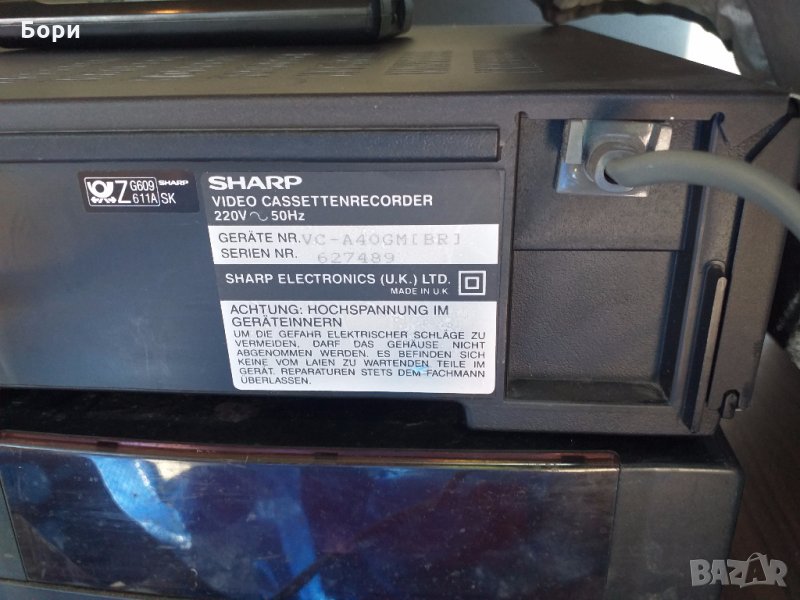 Бори
Z G609 SHARP
611A SK
SHARP
VIDEO CASSETTENRECORDER
220V ~ 50Hz
GERÄTE NR. VC-A40GM[BR]
SERIEN NR. 627489
SHARP ELECTRONICS (U.K.) LTD.
MADE IN U.K
ACHTUNG: HOCHSPANNUNG IM
GERÄTEINNERN
UM DIE GEFAHR ELEKTRISCHER SCHLÄGE ZU
VERMEIDEN, DARF DAS GEHÄUSE NICHT
ABGENOMMEN WERDEN. ES BEFINDEN SICH
KEINE VOM LAIEN ZU WARTENDEN TEILE IM
GERÄT. REPARATUREN STETS DEM FACHMANN
ÜBERLASSEN.
BAZAR